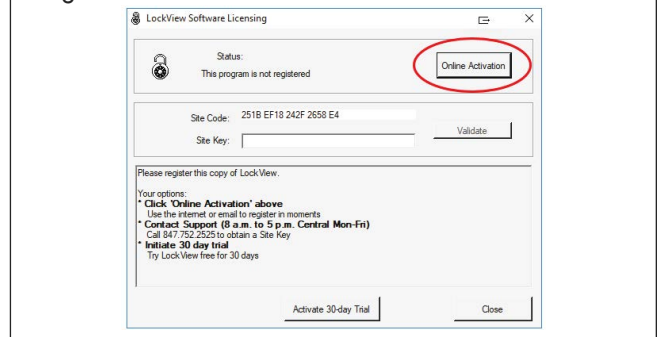 LockView Software Licensing
Status:
This program is not registered
Online Activation
Site Code: 251B EF18 242F 2658 E4
Site Key:
Validate
Please register this copy of LockView.
Your options:
* Click 'Online Activation' above
Use the internet or email to register in moments
* Contact Support (8 a.m. to 5 p.m. Central Mon-Fri)
Call 847.752.2525 to obtain a Site Key
* Initiate 30 day trial
Try LockView free for 30 days
Activate 30-day Trial
Close